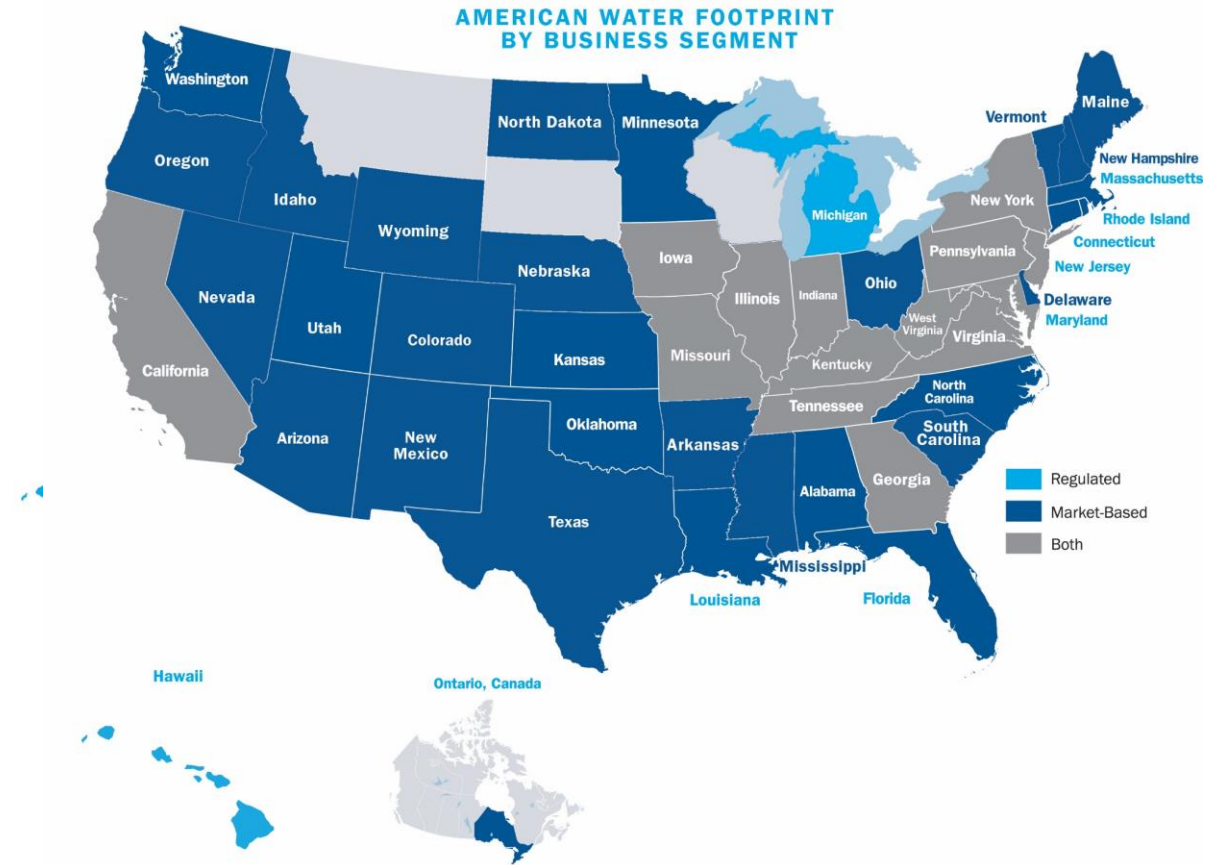 AMERICAN WATER FOOTPRINT
BY BUSINESS SEGMENT
Washington
North Dakota
Minnesota
Vermont
Maine
Oregon
New Hampshire
Massachusetts
Idaho
Michigan
New York
Rhode Island
Wyoming
Connecticut
Iowa
Pennsylvania
New Jersey
Nebraska
Nevada
Illinois
Indiana
Ohio
Delaware
Maryland
Utah
Colorado
West
Virginia
Virginia
California
Kansas
Missouri
Kentucky
North
Carolina
Tennessee
Arizona
New
Mexico
Oklahoma
Arkansas
South
Carolina
Georgia
Alabama
Texas
Regulated
Market-Based
Both
Mississippi
Louisiana
Florida
Hawaii
Ontario, Canada